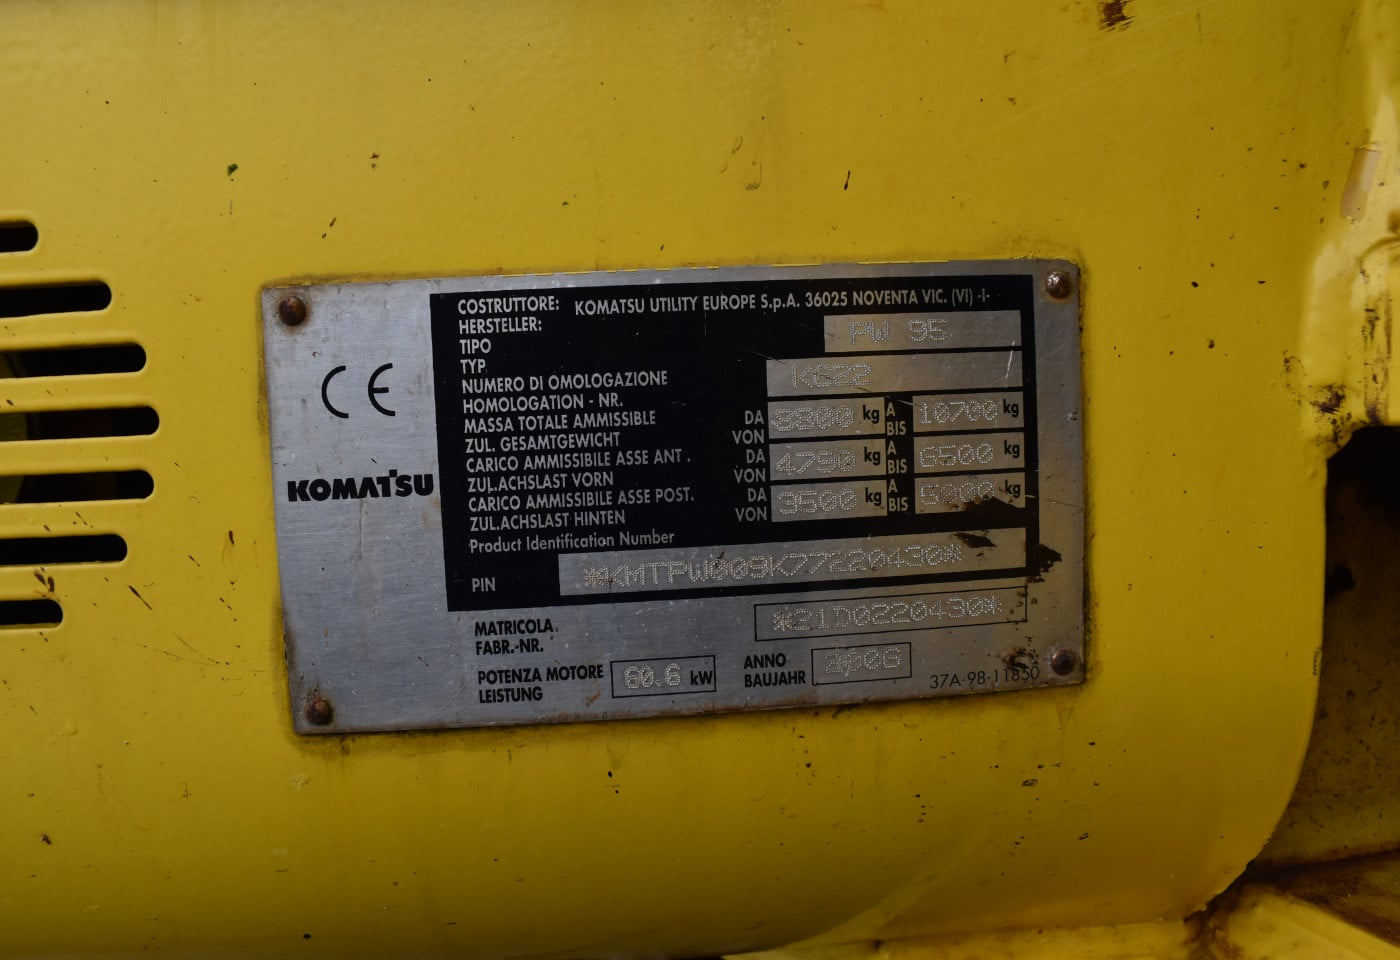 COSTRUTTORE: KOMATSU UTILITY EUROPE S.p.A. 36025 NOVENTA VIC. (VI) -I-
HERSTELLER:
TIPO PW 95
TYP
NUMERO DI OMOLOGAZIONE K622
HOMOLOGATION - NR.
MASSA TOTALE AMMISSIBILE DA 9800 kg A 10700 kg
ZUL. GESAMTGEWICHT VON BIS
CARICO AMMISSIBILE ASSE ANT. DA 4790 kg A 6500 kg
ZUL.ACHSLAST VORN VON BIS
CARICO AMMISSIBILE ASSE POST. DA 3500 kg A 5000 kg
ZUL.ACHSLAST HINTEN VON BIS
Product Identification Number
PIN *KMTPW009K77220430*
MATRICOLA *21D0220430*
FABR.-NR.
POTENZA MOTORE 60.6 kW ANNO 2006
LEISTUNG BAUJAHR
37A-98-11850
CE
KOMATSU